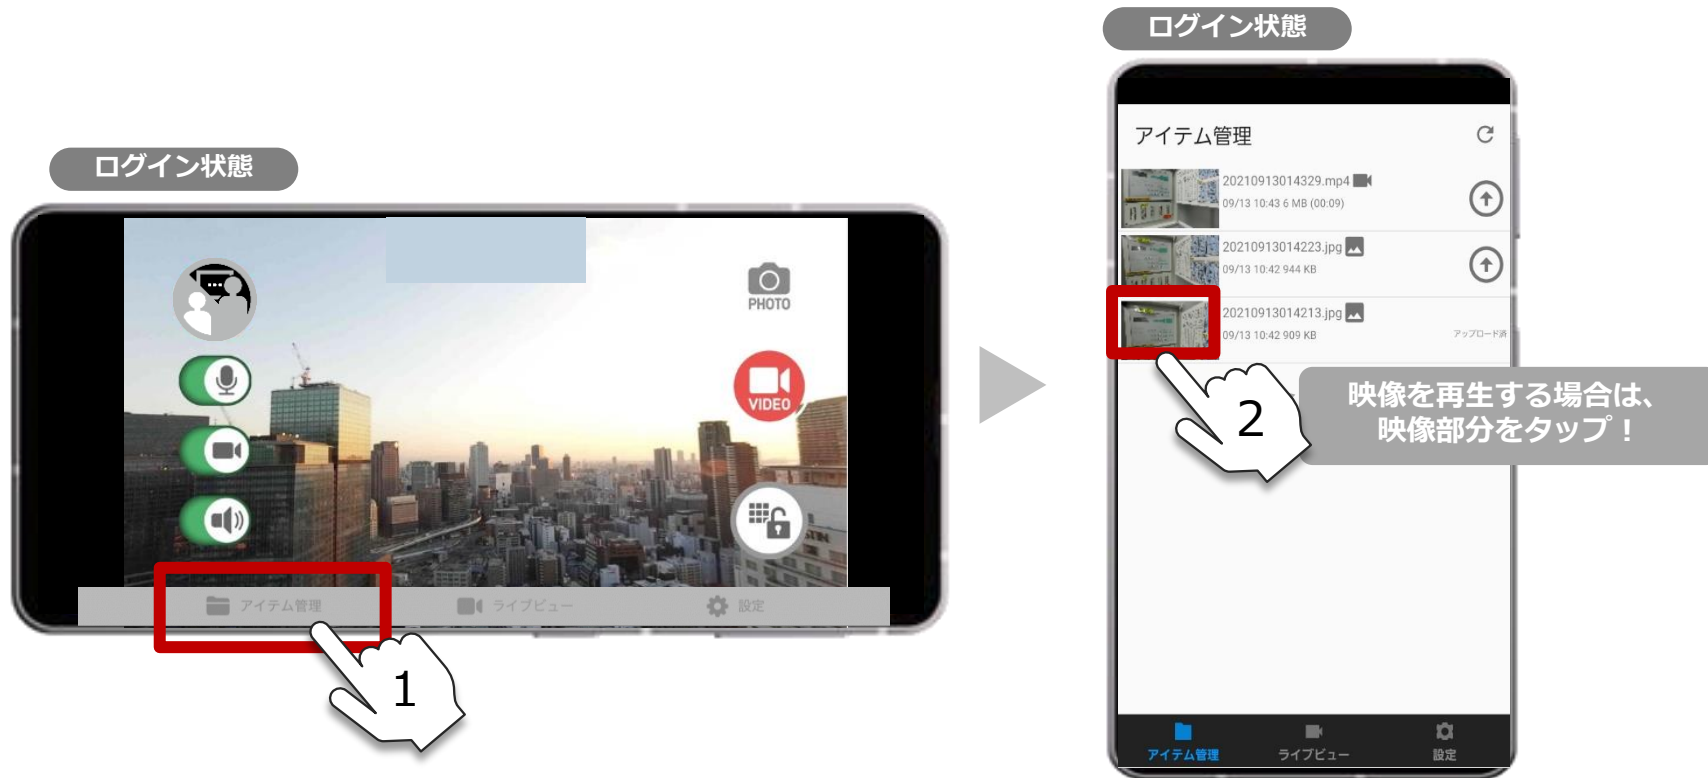 ログイン状態
PHOTO
VIDEO
アイテム管理
ライブビュー
設定
1
ログイン状態
アイテム管理
20210913014329.mp4
09/13 10:43 6 MB (00:09)
20210913014223.jpg
09/13 10:42 944 KB
20210913014213.jpg
09/13 10:42 909 KB
アップロード済
2
映像を再生する場合は、
映像部分をタップ！
アイテム管理
ライブビュー
設定